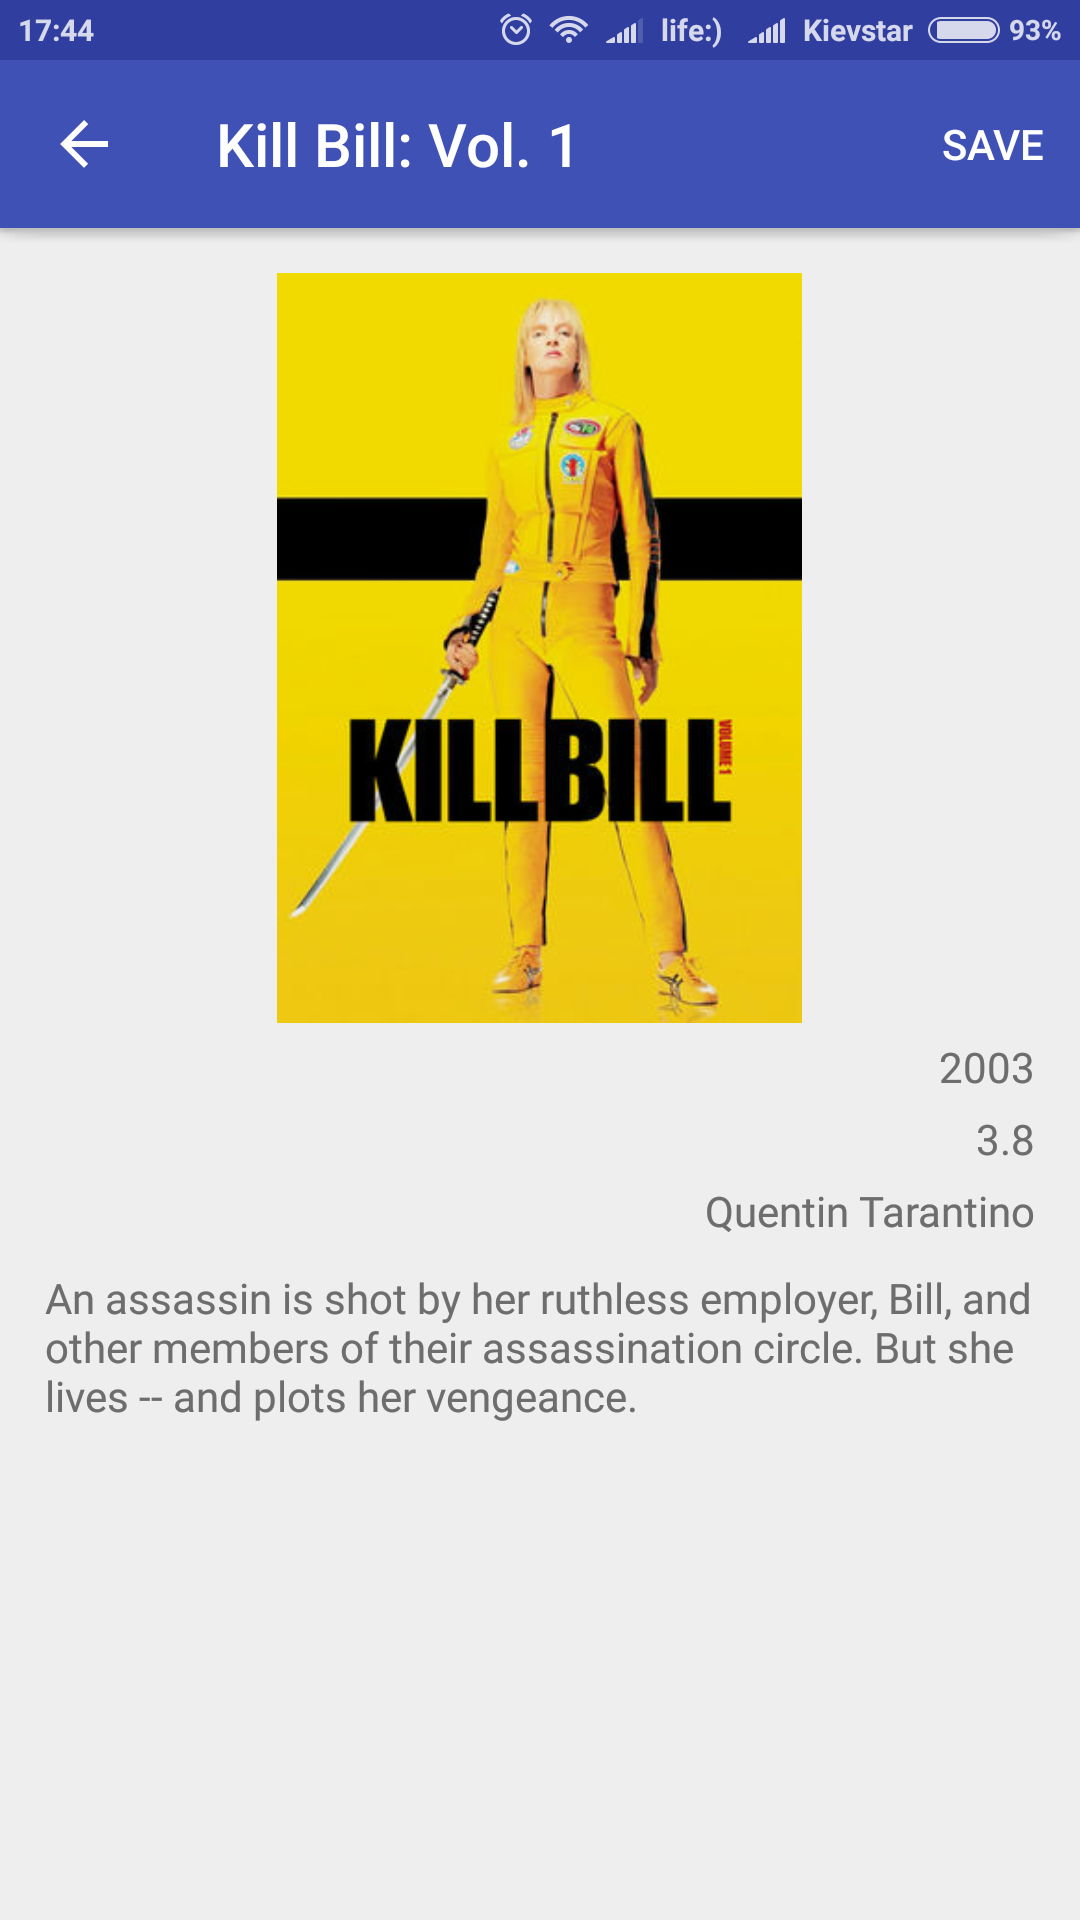 17:44 life:) Kievstar 93%
Kill Bill: Vol. 1 SAVE
KILLBILL
VOLUME 1
2003
3.8
Quentin Tarantino
An assassin is shot by her ruthless employer, Bill, and
other members of their assassination circle. But she
lives -- and plots her vengeance.